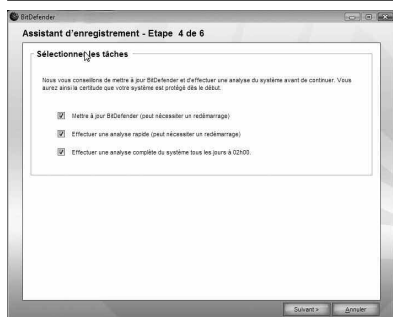 BitDefender
Assistant d'enregistrement - Etape 4 de 6
Sélectionner les tâches
Nous vous conseillons de mettre à jour BitDefender et d'effectuer une analyse du système avant de continuer. Vous
aurez ainsi la certitude que votre système est protégé dès le début.
Mettre à jour BitDefender (peut nécessiter un redémarrage)
Effectuer une analyse rapide (peut nécessiter un redémarrage)
Effectuer une analyse complète du système tous les jours à 02h00.
Suivant > Annuler